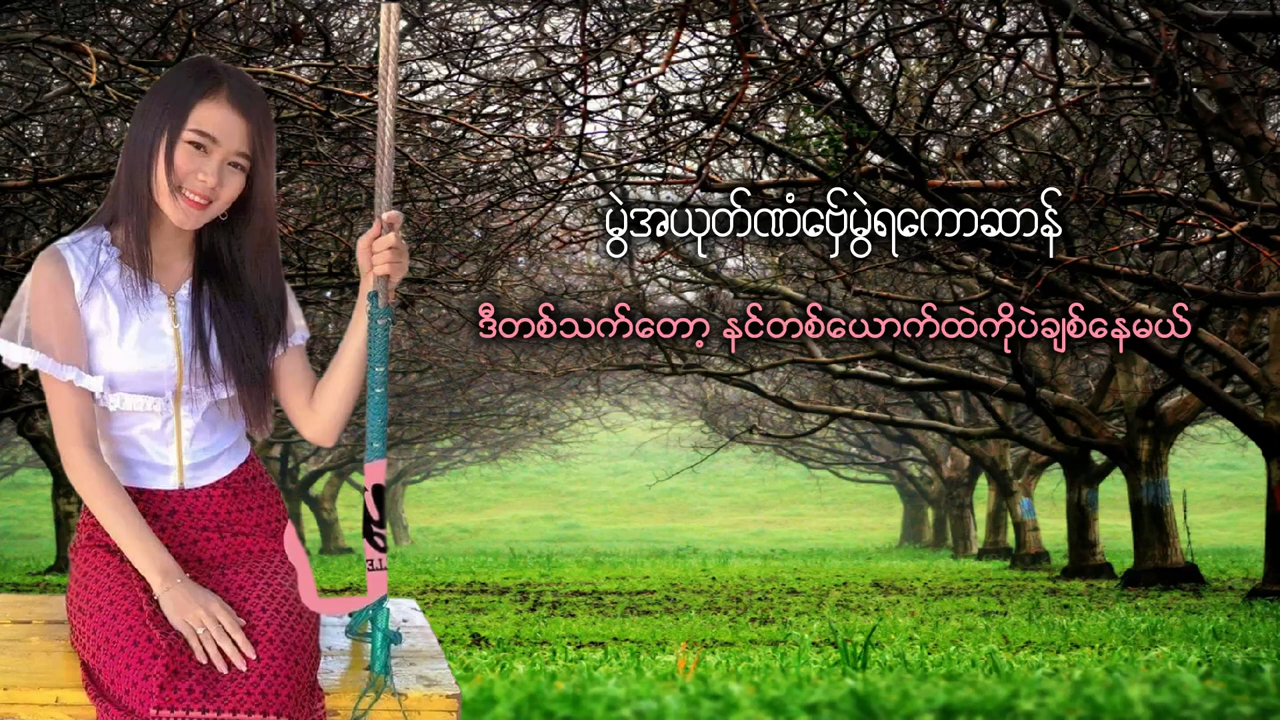 မွဲအယုတ်ဏံဗှေ်မွဲရကောဆာန်
ဒီတစ်သက်တော့ နင်တစ်ယောက်ထဲကိုပဲချစ်နေမယ်